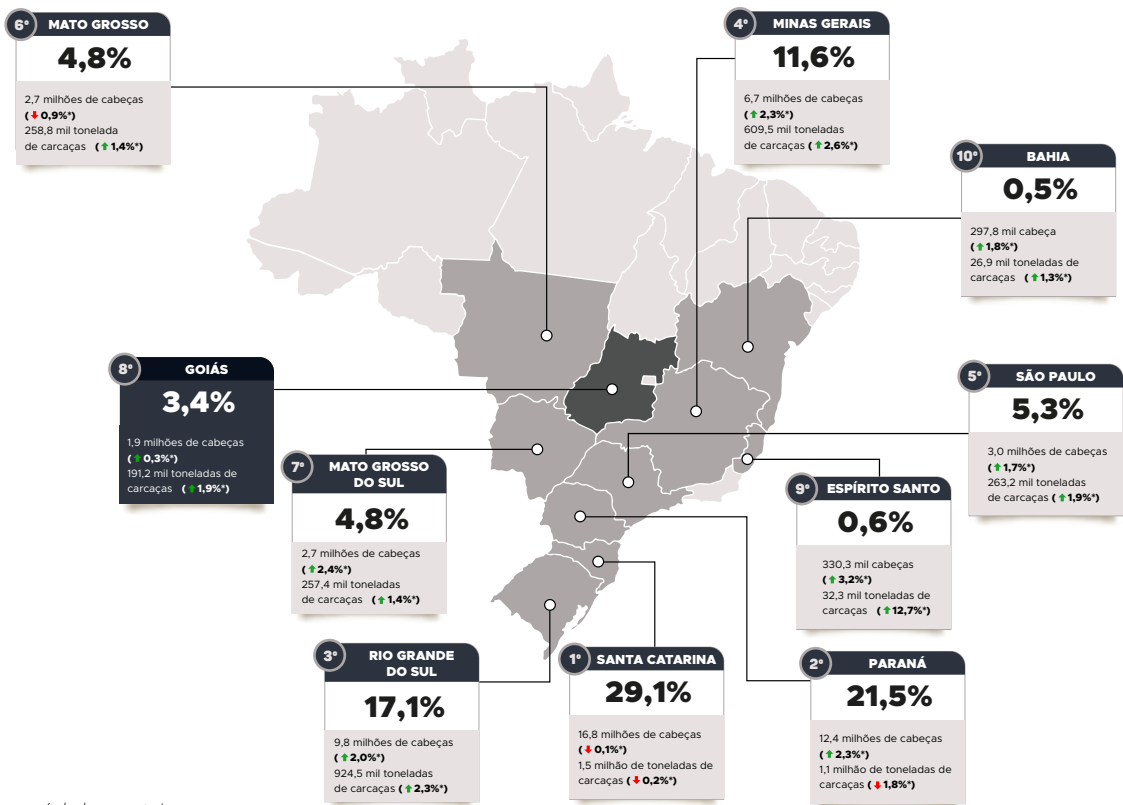 6º MATO GROSSO
4,8%
2,7 milhões de cabeças
(0,9%*)
258,8 mil tonelada
de carcaças (1,4%*)
4º MINAS GERAIS
11,6%
6,7 milhões de cabeças
(2,3%*)
609,5 mil toneladas
de carcaças (2,6%*)
10º BAHIA
0,5%
297,8 mil cabeça
(1,8%*)
26,9 mil toneladas de
carcaças (1,3%*)
8º GOIÁS
3,4%
1,9 milhões de cabeças
(0,3%*)
191,2 mil toneladas de
carcaças (1,9%*)
5º SÃO PAULO
5,3%
3,0 milhões de cabeças
(1,7%*)
263,2 mil toneladas
de carcaças (1,9%*)
7º MATO GROSSO
DO SUL
4,8%
2,7 milhões de cabeças
(2,4%*)
257,4 mil toneladas
de carcaças (1,4%*)
9º ESPÍRITO SANTO
0,6%
330,3 mil cabeças
(3,2%*)
32,3 mil toneladas de
carcaças (12,7%*)
3º RIO GRANDE
DO SUL
17,1%
9,8 milhões de cabeças
(2,0%*)
924,5 mil toneladas
de carcaças (2,3%*)
1º SANTA CATARINA
29,1%
16,8 milhões de cabeças
(0,1%*)
1,5 milhão de toneladas de
carcaças (0,2%*)
2º PARANÁ
21,5%
12,4 milhões de cabeças
(2,3%*)
1,1 milhão de toneladas de
carcaças (1,8%*)